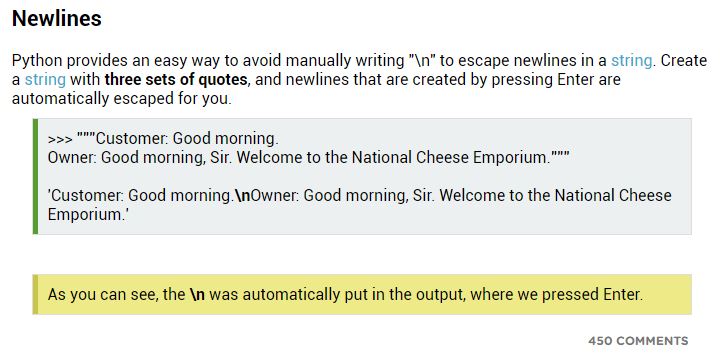 Newlines
Python provides an easy way to avoid manually writing "\n" to escape newlines in a string. Create
a string with three sets of quotes, and newlines that are created by pressing Enter are
automatically escaped for you.
>>> """Customer: Good morning.
Owner: Good morning, Sir. Welcome to the National Cheese Emporium."""
'Customer: Good morning.\nOwner: Good morning, Sir. Welcome to the National Cheese
Emporium.'
As you can see, the \n was automatically put in the output, where we pressed Enter.
450 COMMENTS